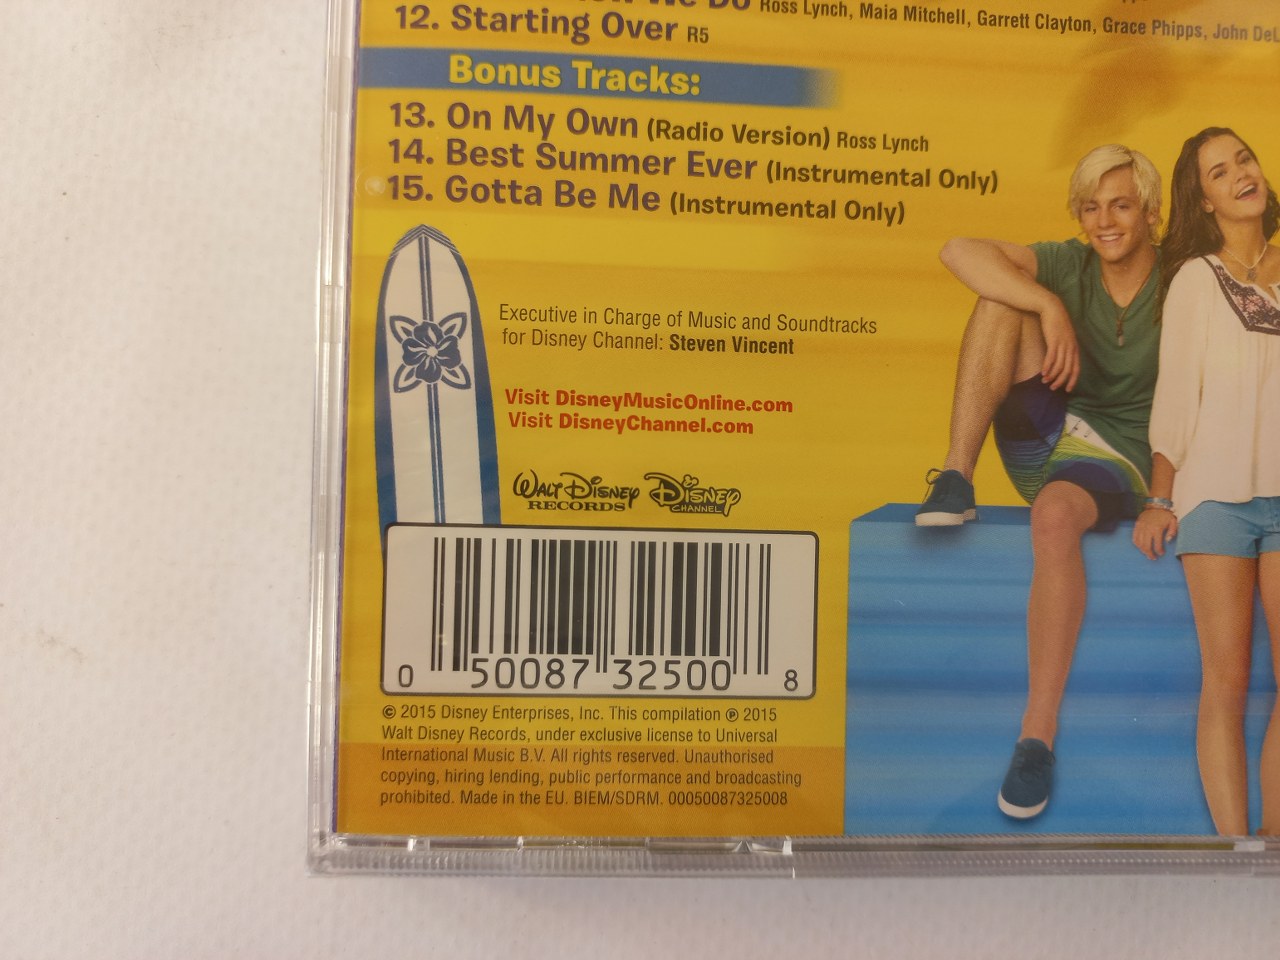 We Do Ross Lynch, Maia Mitchell, Garrett Clayton, Grace Phipps, John DeL
12. Starting Over R5
Bonus Tracks:
13. On My Own (Radio Version) Ross Lynch
14. Best Summer Ever (Instrumental Only)
15. Gotta Be Me (Instrumental Only)
Executive in Charge of Music and Soundtracks
for Disney Channel: Steven Vincent
Visit DisneyMusicOnline.com
Visit DisneyChannel.com
WALT DISNEY RECORDS DISNEY CHANNEL
0 50087 32500 8
© 2015 Disney Enterprises, Inc. This compilation ℗ 2015
Walt Disney Records, under exclusive license to Universal
International Music B.V. All rights reserved. Unauthorised
copying, hiring lending, public performance and broadcasting
prohibited. Made in the EU. BIEM/SDRM. 00050087325008